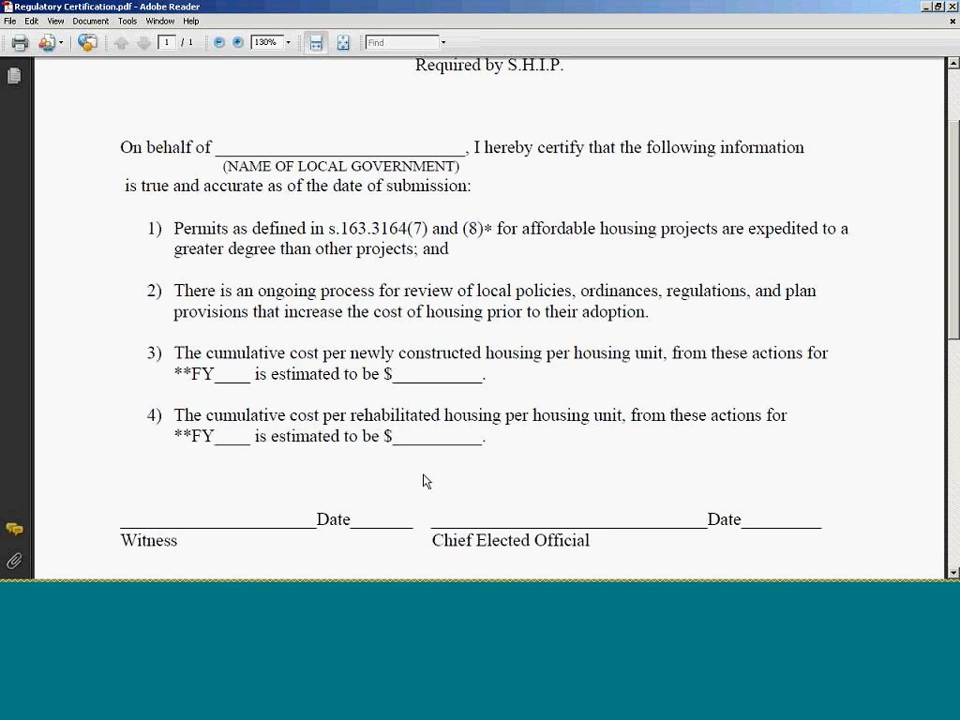 Regulatory Certification.pdf - Adobe Reader
File Edit View Document Tools Window Help
1 / 1 130% Find
Required by S.H.I.P.
On behalf of __________________________, I hereby certify that the following information
(NAME OF LOCAL GOVERNMENT)
is true and accurate as of the date of submission:
1) Permits as defined in s.163.3164(7) and (8)* for affordable housing projects are expedited to a
greater degree than other projects; and
2) There is an ongoing process for review of local policies, ordinances, regulations, and plan
provisions that increase the cost of housing prior to their adoption.
3) The cumulative cost per newly constructed housing per housing unit, from these actions for
**FY____ is estimated to be $__________.
4) The cumulative cost per rehabilitated housing per housing unit, from these actions for
**FY____ is estimated to be $__________.
______________________Date_______ ______________________________Date_________
Witness Chief Elected Official